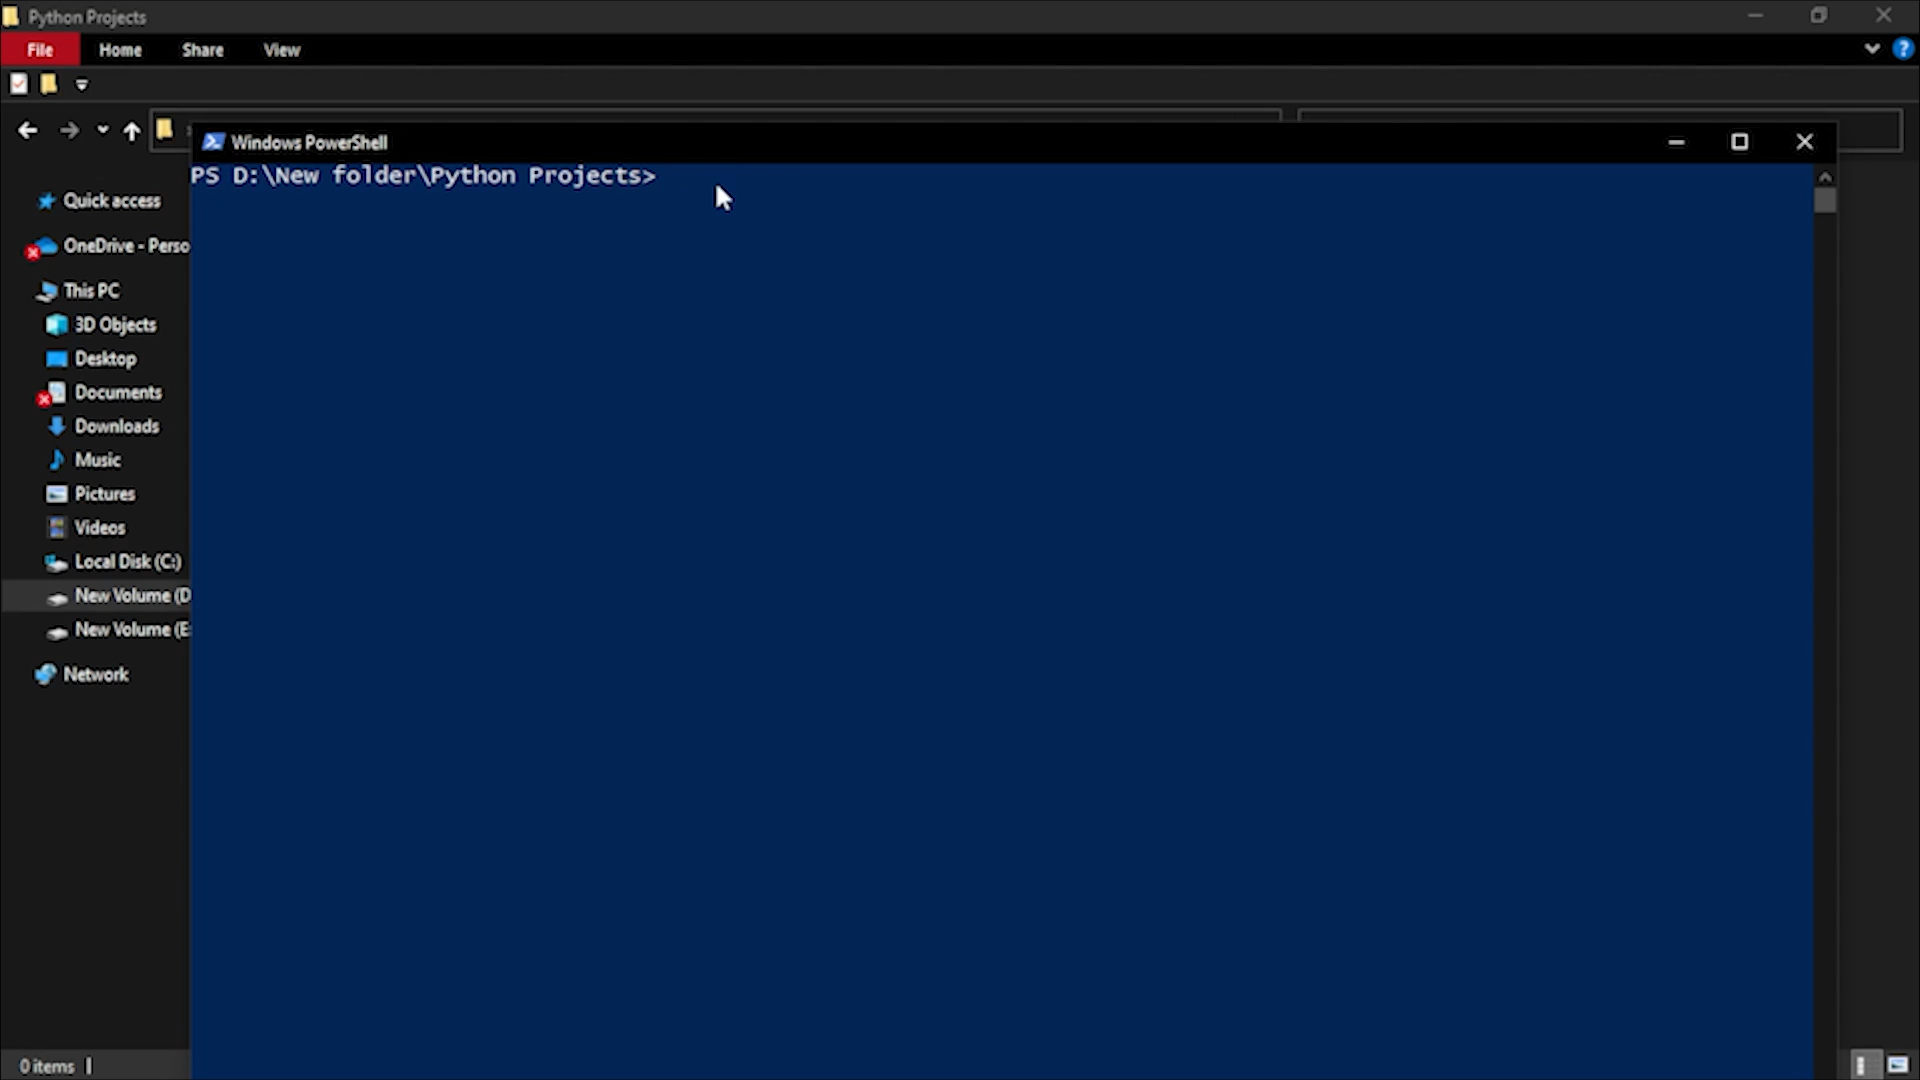 Python Projects
File Home Share View
Windows PowerShell
PS D:\New folder\Python Projects>
Quick access
OneDrive - Perso
This PC
3D Objects
Desktop
Documents
Downloads
Music
Pictures
Videos
Local Disk (C:)
New Volume (D
New Volume (E:
Network
0 items